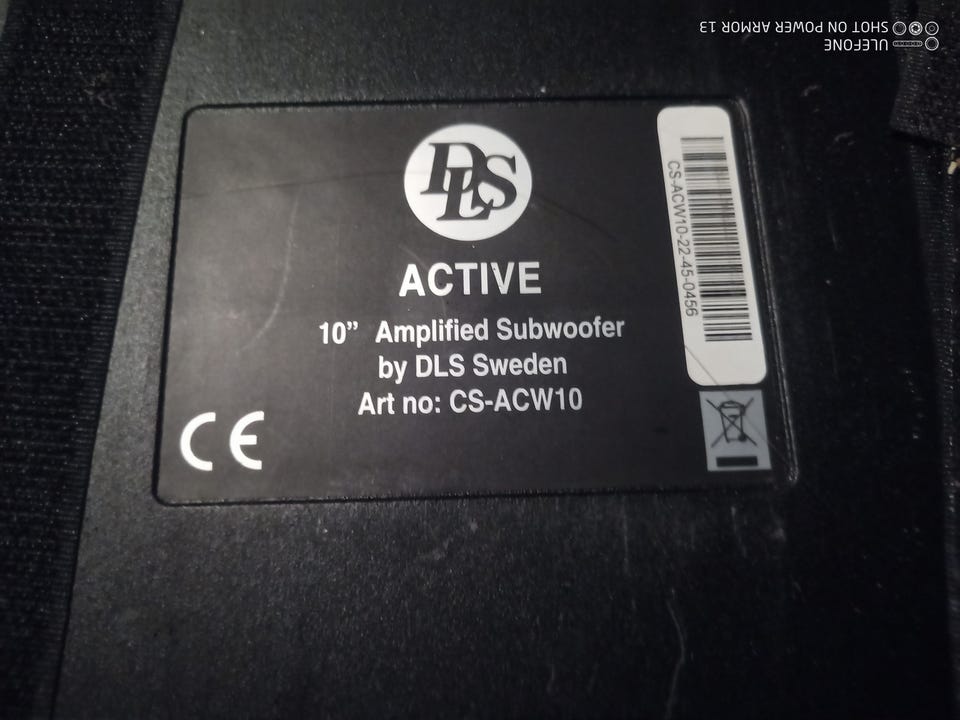 DLS
ACTIVE
10” Amplified Subwoofer
by DLS Sweden
Art no: CS-ACW10
CE
CS-ACW10-22-45-0456
ULEFONE
SHOT ON POWER ARMOR 13